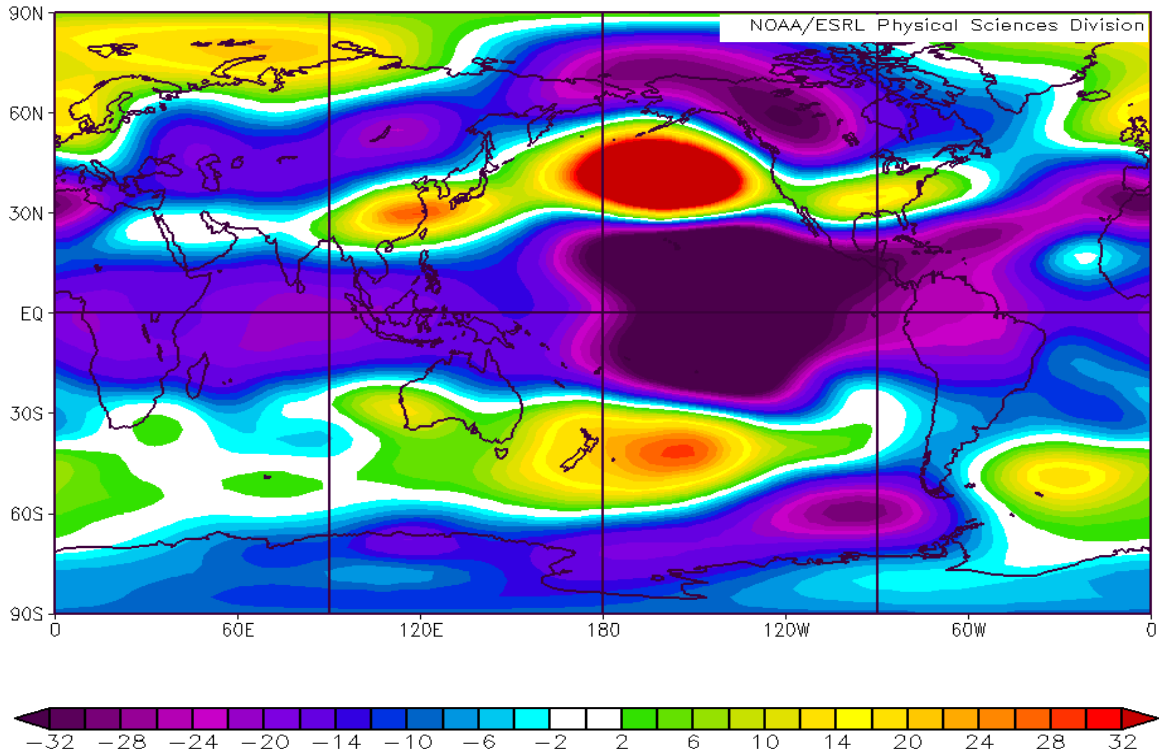 NOAA/ESRL Physical Sciences Division
90N
60N
30N
EQ
30S
60S
90S
0 60E 120E 180 120W 60W 0
-32 -28 -24 -20 -14 -10 -6 -2 2 6 10 14 20 24 28 32